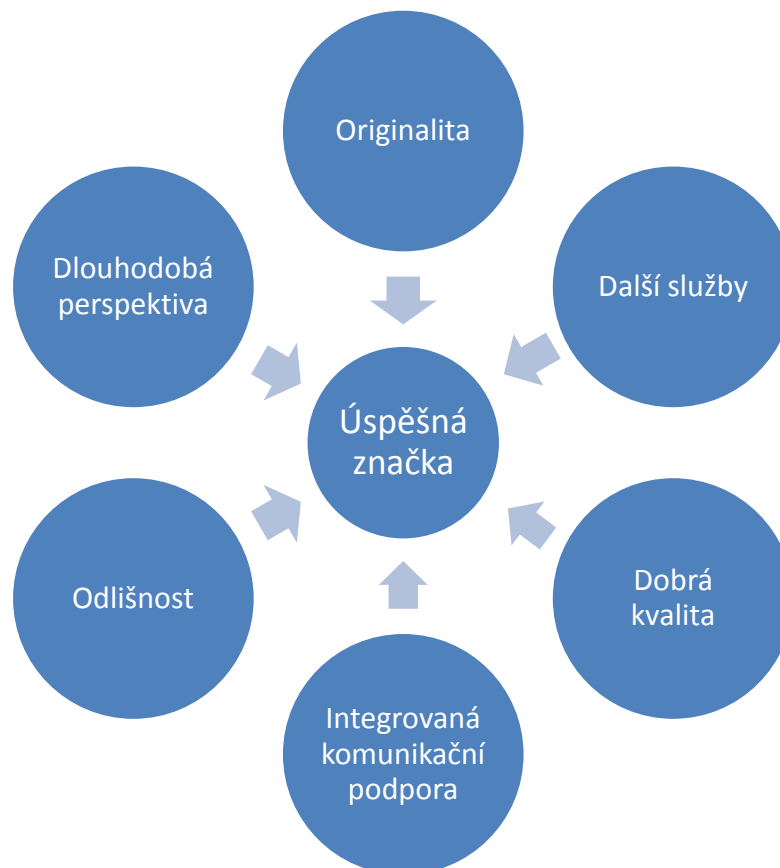 Originalita
Dlouhodobá
perspektiva
Další služby
Úspěšná
značka
Odlišnost
Dobrá
kvalita
Integrovaná
komunikační
podpora